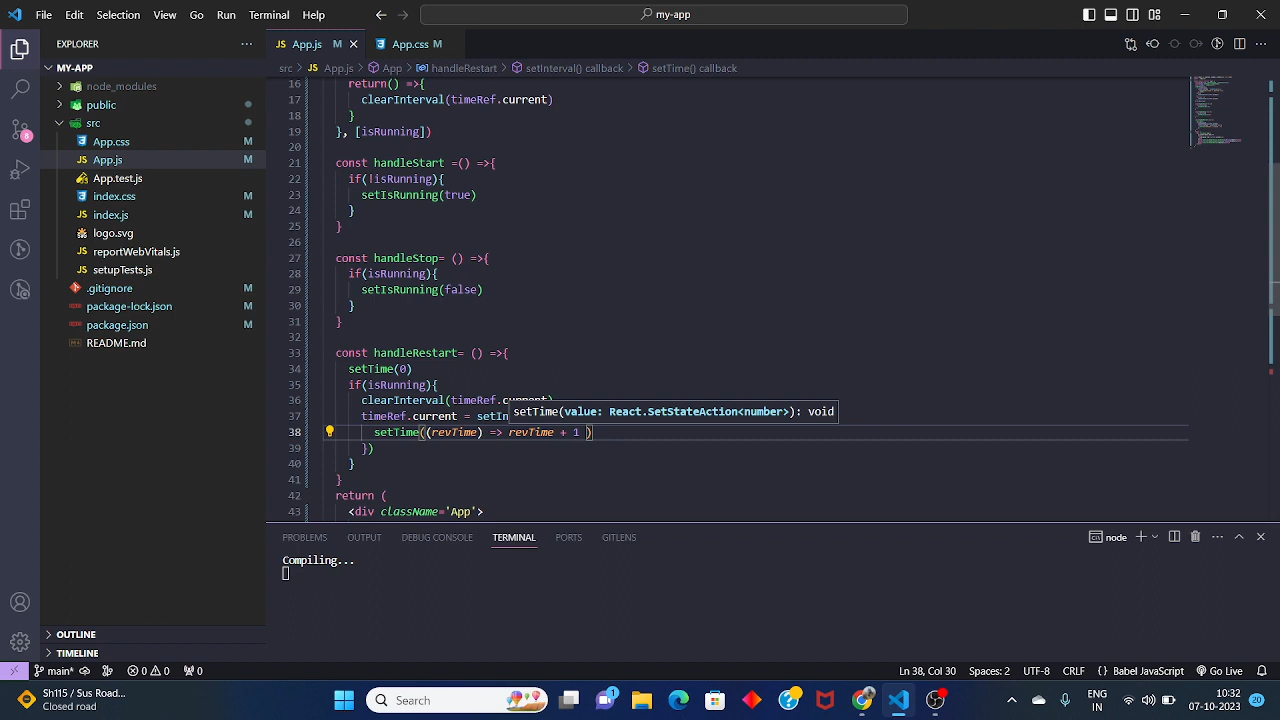 File Edit Selection View Go Run Terminal Help
my-app
EXPLORER
App.js M
App.css M
MY-APP
src App.js App handleRestart setInterval() callback setTime() callback
node_modules
public
src
App.css M
App.js M
App.test.js
index.css M
index.js M
logo.svg
reportWebVitals.js
setupTests.js
.gitignore M
package-lock.json M
package.json M
README.md
OUTLINE
TIMELINE
8
16 return() =>{
17 clearInterval(timeRef.current)
18 }
19 }, [isRunning])
20
21 const handleStart =() =>{
22 if(!isRunning){
23 setIsRunning(true)
24 }
25 }
26
27 const handleStop= () =>{
28 if(isRunning){
29 setIsRunning(false)
30 }
31 }
32
33 const handleRestart= () =>{
34 setTime(0)
35 if(isRunning){
36 clearInterval(timeRef.current)
37 timeRef.current = setIn
setTime(value: React.SetStateAction<number>): void
38 setTime((revTime) => revTime + 1 )
39 })
40 }
41 }
42 return (
43 <div className='App'>
PROBLEMS OUTPUT DEBUG CONSOLE TERMINAL PORTS GITLENS
node
Compiling...
main* 0 0 0
Ln 38, Col 30 Spaces: 2 UTF-8 CRLF {} Babel JavaScript Go Live
Sh115 / Sus Road...
Closed road
Search
1
ENG
IN
10:36
07-10-2023
20